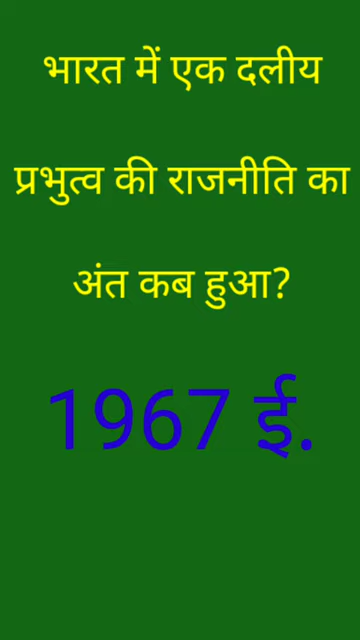 भारत में एक दलीय
प्रभुत्व की राजनीति का
अंत कब हुआ?
1967 ई.